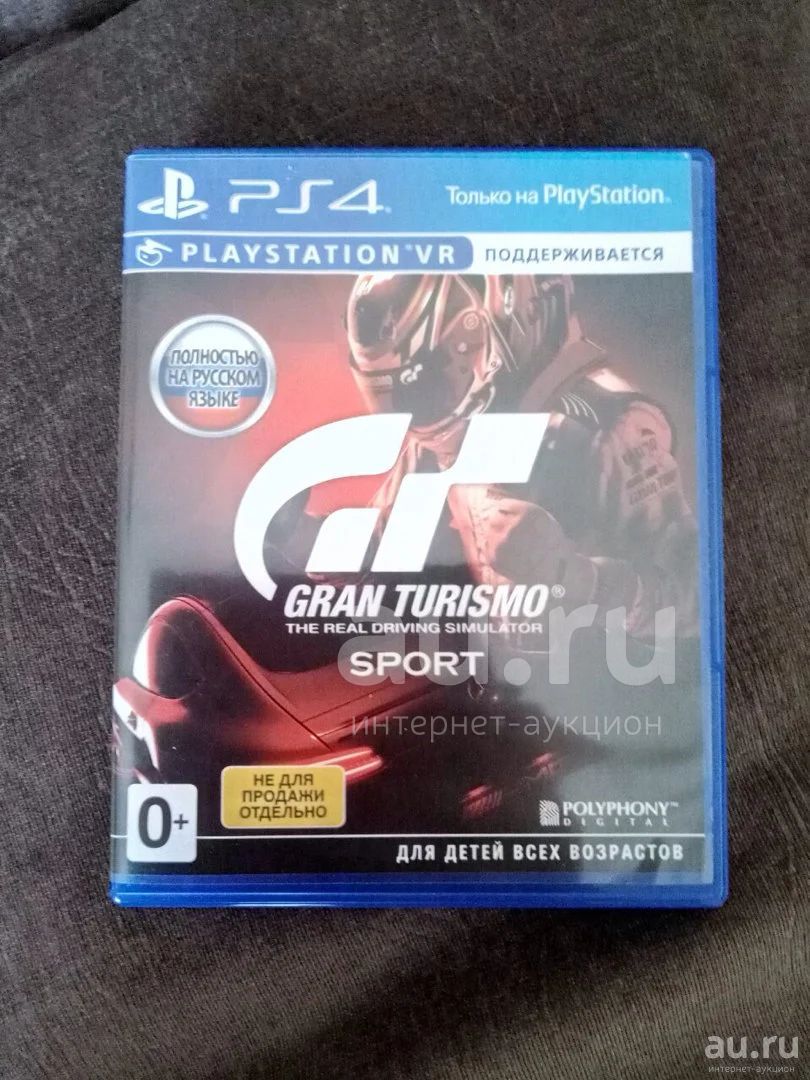 PS4
Только на PlayStation
PLAYSTATION®VR ПОДДЕРЖИВАЕТСЯ
ПОЛНОСТЬЮ
НА РУССКОМ
ЯЗЫКЕ
GT
GRAN TURISMO®
THE REAL DRIVING SIMULATOR
SPORT
au.ru
интернет-аукцион
НЕ ДЛЯ
ПРОДАЖИ
ОТДЕЛЬНО
0+
POLYPHONY™
DIGITAL
ДЛЯ ДЕТЕЙ ВСЕХ ВОЗРАСТОВ
au.ru
интернет-аукцион